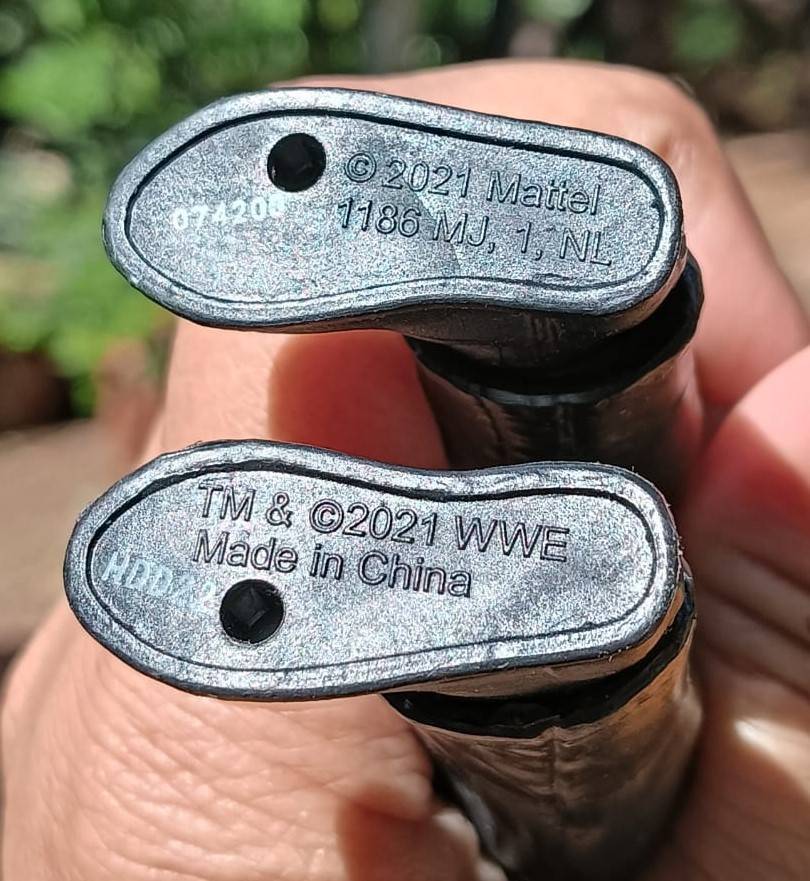 © 2021 Mattel
1186 MJ, 1, NL
TM & ©2021 WWE
Made in China